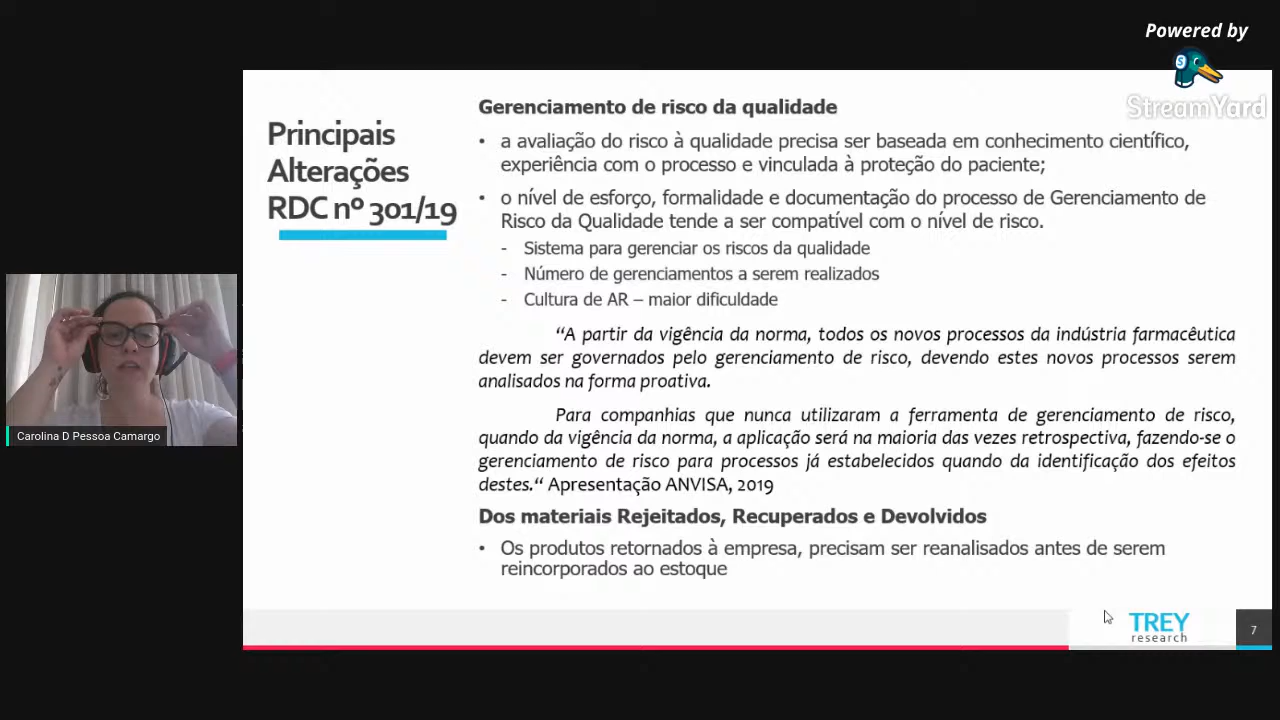 Powered by
StreamYard
Principais
Alterações
RDC nº 301/19
Gerenciamento de risco da qualidade
• a avaliação do risco à qualidade precisa ser baseada em conhecimento científico,
experiência com o processo e vinculada à proteção do paciente;
• o nível de esforço, formalidade e documentação do processo de Gerenciamento de
Risco da Qualidade tende a ser compatível com o nível de risco.
- Sistema para gerenciar os riscos da qualidade
- Número de gerenciamentos a serem realizados
- Cultura de AR – maior dificuldade
“A partir da vigência da norma, todos os novos processos da indústria farmacêutica
devem ser governados pelo gerenciamento de risco, devendo estes novos processos serem
analisados na forma proativa.
Para companhias que nunca utilizaram a ferramenta de gerenciamento de risco,
quando da vigência da norma, a aplicação será na maioria das vezes retrospectiva, fazendo-se o
gerenciamento de risco para processos já estabelecidos quando da identificação dos efeitos
destes.“ Apresentação ANVISA, 2019
Dos materiais Rejeitados, Recuperados e Devolvidos
• Os produtos retornados à empresa, precisam ser reanalisados antes de serem
reincorporados ao estoque
Carolina D Pessoa Camargo
TREY
research
7